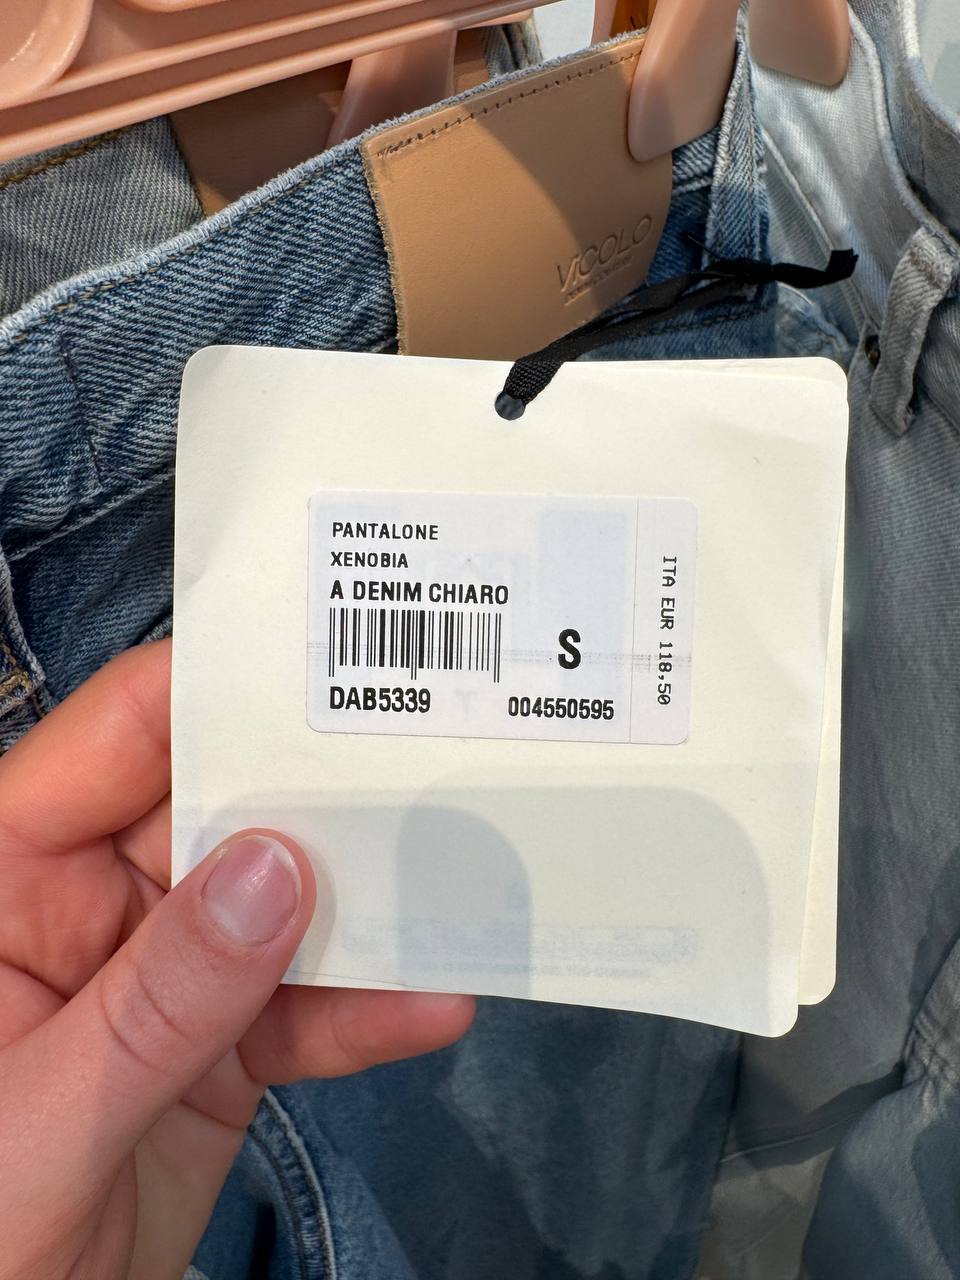 ViCOLO
PANTALONE
XENOBIA
A DENIM CHIARO
S
DAB5339
004550595
ITA EUR 118,50